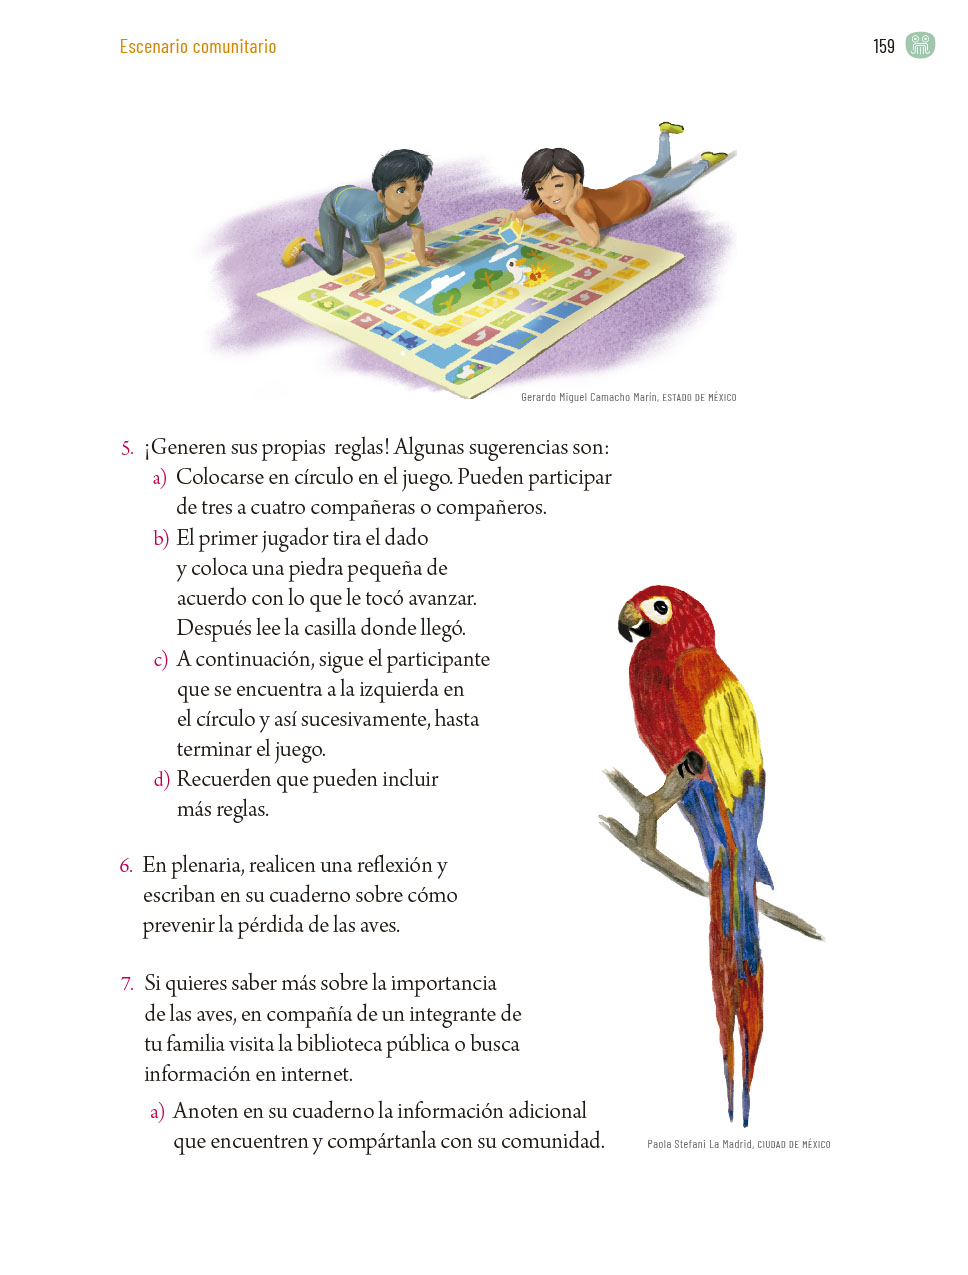 Escenario comunitario
159
Gerardo Miguel Camacho Marín, ESTADO DE MÉXICO
5. ¡Generen sus propias reglas! Algunas sugerencias son:
a) Colocarse en círculo en el juego. Pueden participar
de tres a cuatro compañeras o compañeros.
b) El primer jugador tira el dado
y coloca una piedra pequeña de
acuerdo con lo que le tocó avanzar.
Después lee la casilla donde llegó.
c) A continuación, sigue el participante
que se encuentra a la izquierda en
el círculo y así sucesivamente, hasta
terminar el juego.
d) Recuerden que pueden incluir
más reglas.
6. En plenaria, realicen una reflexión y
escriban en su cuaderno sobre cómo
prevenir la pérdida de las aves.
7. Si quieres saber más sobre la importancia
de las aves, en compañía de un integrante de
tu familia visita la biblioteca pública o busca
información en internet.
a) Anoten en su cuaderno la información adicional
que encuentren y compártanla con su comunidad.
Paola Stefani La Madrid, CIUDAD DE MÉXICO